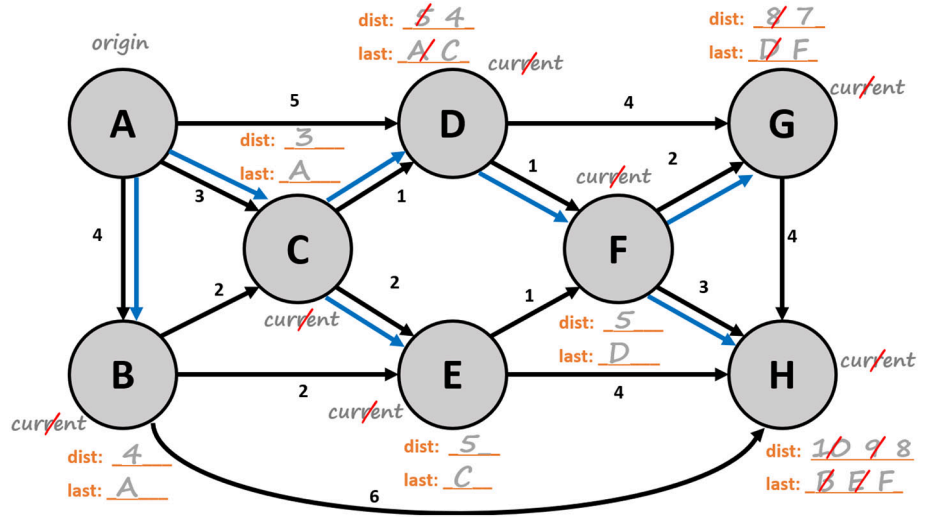 origin
dist: 5 4
last: A C
current
dist: 8 7
last: D F
current
A
5
D
4
G
dist: 3
last: A
3
1
1
current
2
4
C
F
4
2
2
1
3
current
dist: 5
last: D
B
2
E
4
H
current
current
current
dist: 4
last: A
dist: 5
last: C
6
dist: 10 9 8
last: B E F